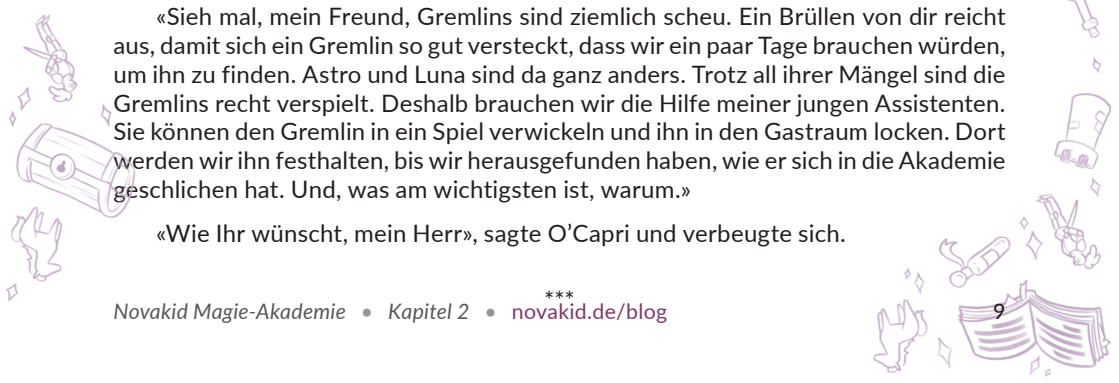 «Sieh mal, mein Freund, Gremlins sind ziemlich scheu. Ein Brüllen von dir reicht
aus, damit sich ein Gremlin so gut versteckt, dass wir ein paar Tage brauchen würden,
um ihn zu finden. Astro und Luna sind da ganz anders. Trotz all ihrer Mängel sind die
Gremlins recht verspielt. Deshalb brauchen wir die Hilfe meiner jungen Assistenten.
Sie können den Gremlin in ein Spiel verwickeln und ihn in den Gastraum locken. Dort
werden wir ihn festhalten, bis wir herausgefunden haben, wie er sich in die Akademie
geschlichen hat. Und, was am wichtigsten ist, warum.»
«Wie Ihr wünscht, mein Herr», sagte O’Capri und verbeugte sich.
***
Novakid Magie-Akademie • Kapitel 2 • novakid.de/blog 9